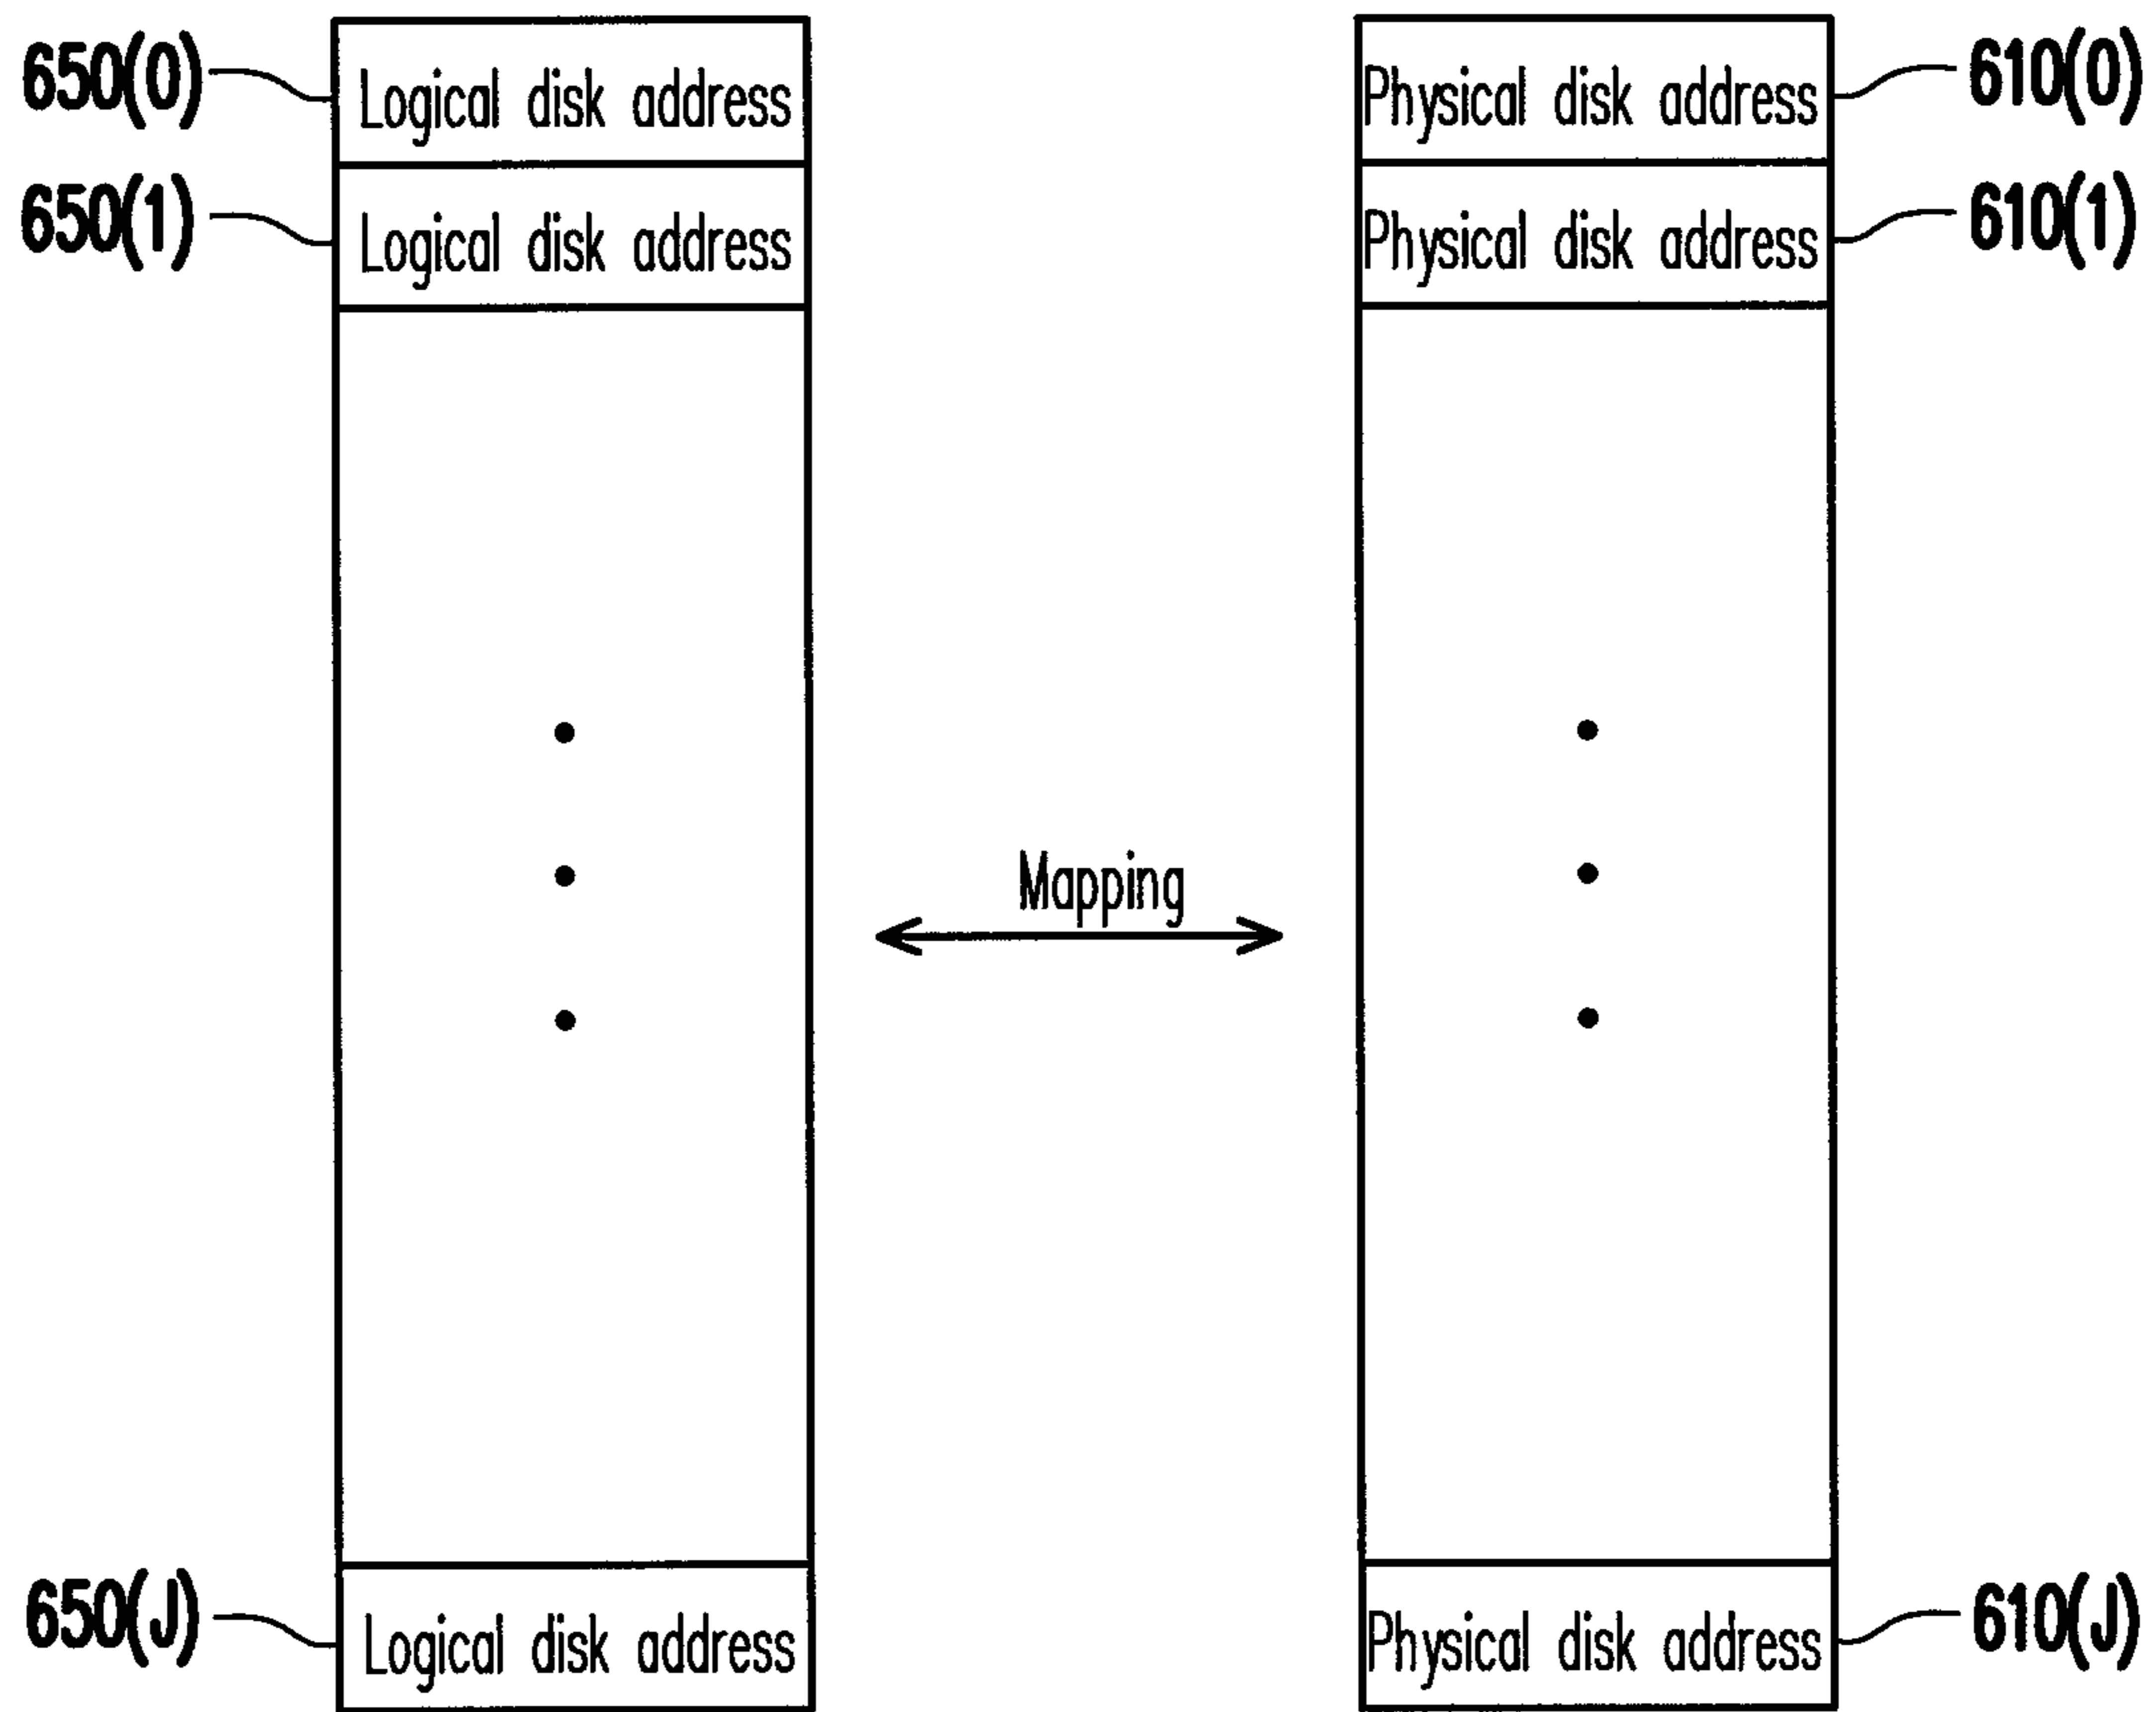 650(0) Logical disk address Physical disk address 610(0)
650(1) Logical disk address Physical disk address 610(1)
Mapping
650(J) Logical disk address Physical disk address 610(J)